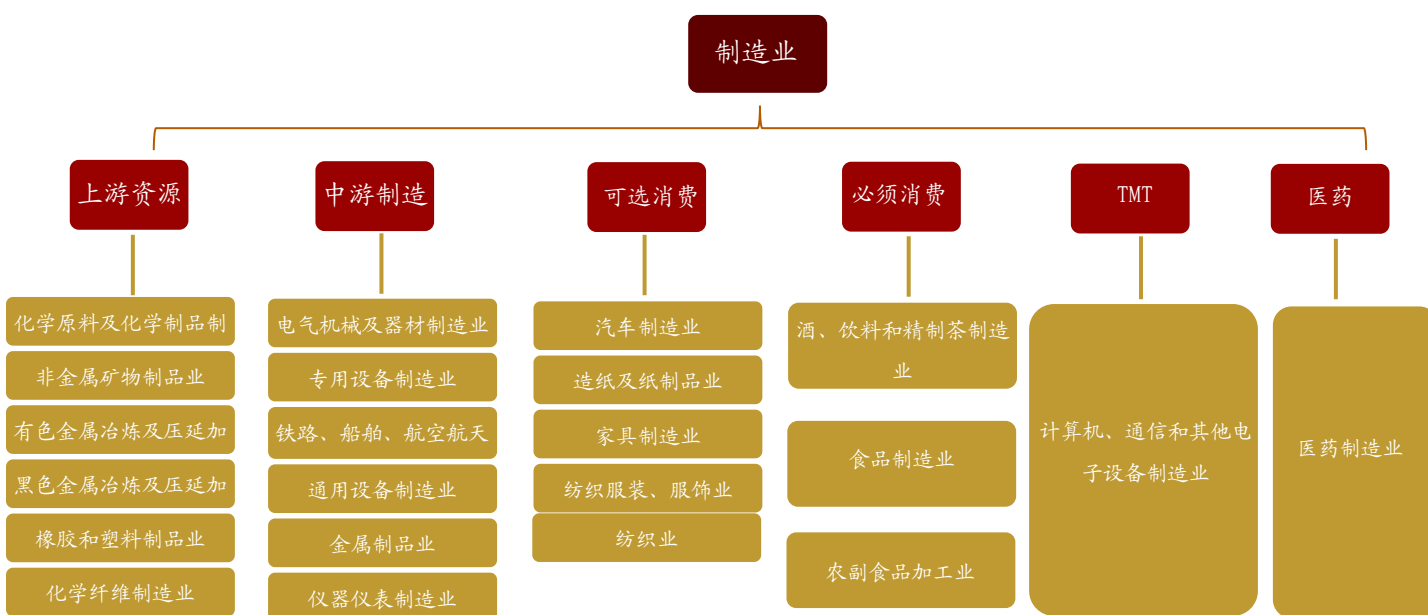 制造业
上游资源
中游制造
可选消费
必须消费
TMT
医药
化学原料及化学制品制
非金属矿物制品业
有色金属冶炼及压延加
黑色金属冶炼及压延加
橡胶和塑料制品业
化学纤维制造业
电气机械及器材制造业
专用设备制造业
铁路、船舶、航空航天
通用设备制造业
金属制品业
仪器仪表制造业
汽车制造业
造纸及纸制品业
家具制造业
纺织服装、服饰业
纺织业
酒、饮料和精制茶制造
业
食品制造业
农副食品加工业
计算机、通信和其他电
子设备制造业
医药制造业